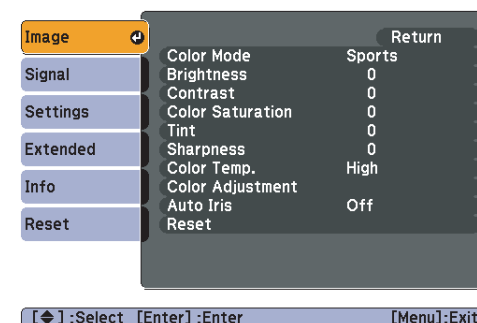 Image
Signal
Settings
Extended
Info
Reset
Return
Color Mode Sports
Brightness 0
Contrast 0
Color Saturation 0
Tint 0
Sharpness 0
Color Temp. High
Color Adjustment
Auto Iris Off
Reset
[◆] :Select [Enter] :Enter [Menu]:Exit